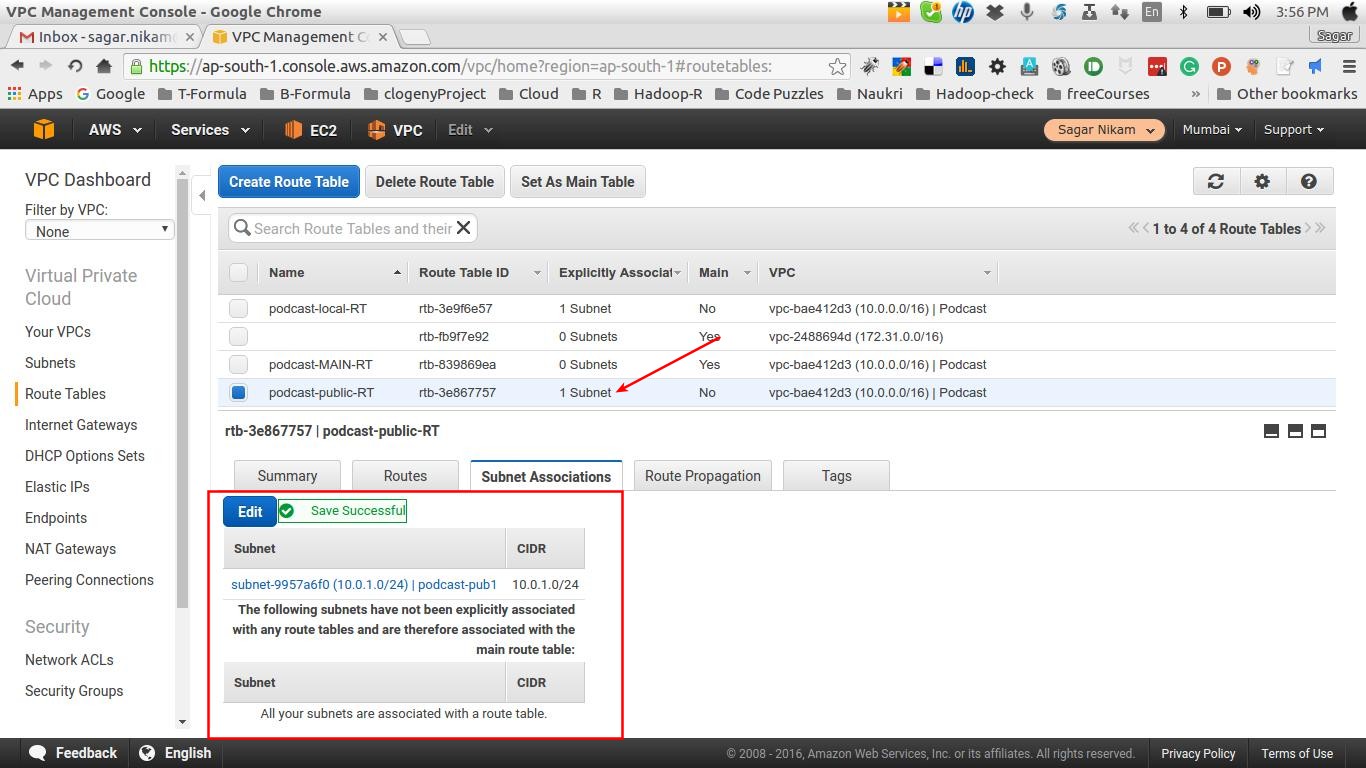 VPC Management Console - Google Chrome
En
3:56 PM
Inbox - sagar.nikam
VPC Management C
Sagar
https://ap-south-1.console.aws.amazon.com/vpc/home?region=ap-south-1#routetables:
Apps Google T-Formula B-Formula clogenyProject Cloud R Hadoop-R Code Puzzles Naukri Hadoop-check freeCourses » Other bookmarks
AWS Services EC2 VPC Edit Sagar Nikam Mumbai Support
VPC Dashboard
Filter by VPC:
None
Virtual Private
Cloud
Your VPCs
Subnets
Route Tables
Internet Gateways
DHCP Options Sets
Elastic IPs
Endpoints
NAT Gateways
Peering Connections
Security
Network ACLs
Security Groups
Create Route Table Delete Route Table Set As Main Table
Search Route Tables and their
1 to 4 of 4 Route Tables
Name Route Table ID Explicitly Associat Main VPC
podcast-local-RT rtb-3e9f6e57 1 Subnet No vpc-bae412d3 (10.0.0.0/16) | Podcast
rtb-fb9f7e92 0 Subnets Yes vpc-2488694d (172.31.0.0/16)
podcast-MAIN-RT rtb-839869ea 0 Subnets Yes vpc-bae412d3 (10.0.0.0/16) | Podcast
podcast-public-RT rtb-3e867757 1 Subnet No vpc-bae412d3 (10.0.0.0/16) | Podcast
rtb-3e867757 | podcast-public-RT
Summary Routes Subnet Associations Route Propagation Tags
Edit Save Successful
Subnet CIDR
subnet-9957a6f0 (10.0.1.0/24) | podcast-pub1 10.0.1.0/24
The following subnets have not been explicitly associated
with any route tables and are therefore associated with the
main route table:
Subnet CIDR
All your subnets are associated with a route table.
Feedback English © 2008 - 2016, Amazon Web Services, Inc. or its affiliates. All rights reserved. Privacy Policy Terms of Use